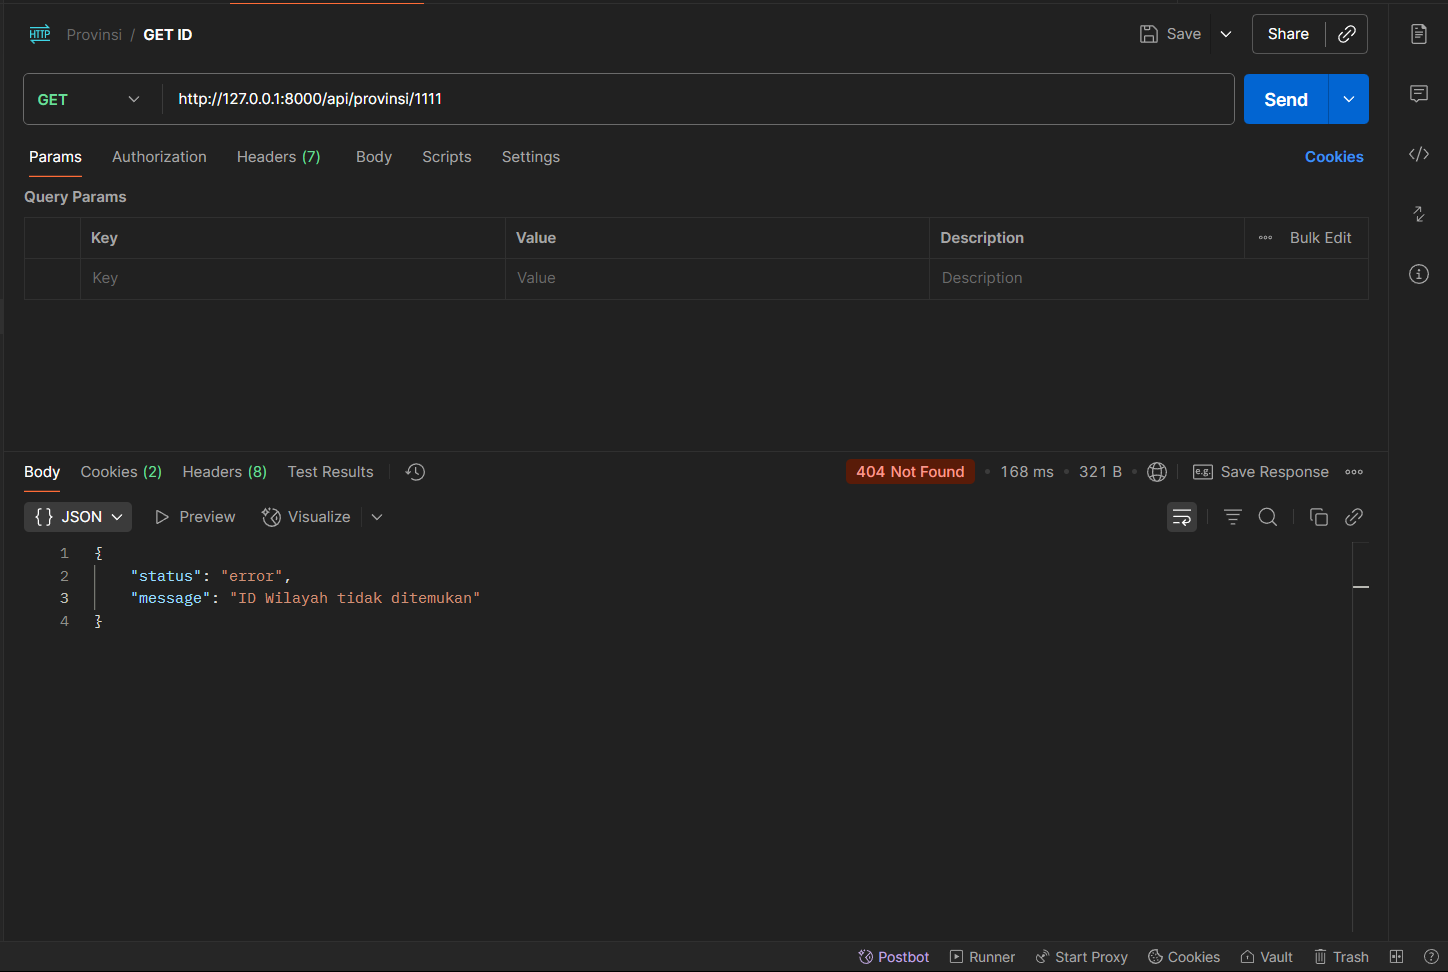 HTTP Provinsi / GET ID Save Share
GET http://127.0.0.1:8000/api/provinsi/1111 Send
Params Authorization Headers (7) Body Scripts Settings Cookies
Query Params
Key Value Description Bulk Edit
Key Value Description
Body Cookies (2) Headers (8) Test Results 404 Not Found • 168 ms • 321 B • e.g. Save Response
{} JSON Preview Visualize
1 {
2 "status": "error",
3 "message": "ID Wilayah tidak ditemukan"
4 }
Postbot Runner Start Proxy Cookies Vault Trash